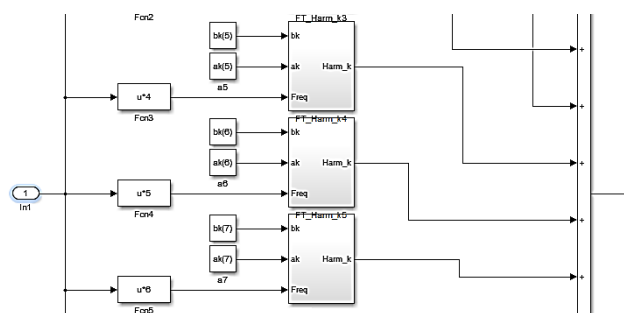 Fcn2
FT_Harm_k3
bk(5)
bk
ak(5)
ak
Harm_k
a5
u*4
Freq
Fcn3
FT_Harm_k4
bk(6)
bk
ak(6)
ak
Harm_k
a6
1
u*5
Freq
In1
Fcn4
FT_Harm_k5
bk(7)
bk
ak(7)
ak
Harm_k
a7
u*6
Freq
Fcn5
+
+
+
+
+